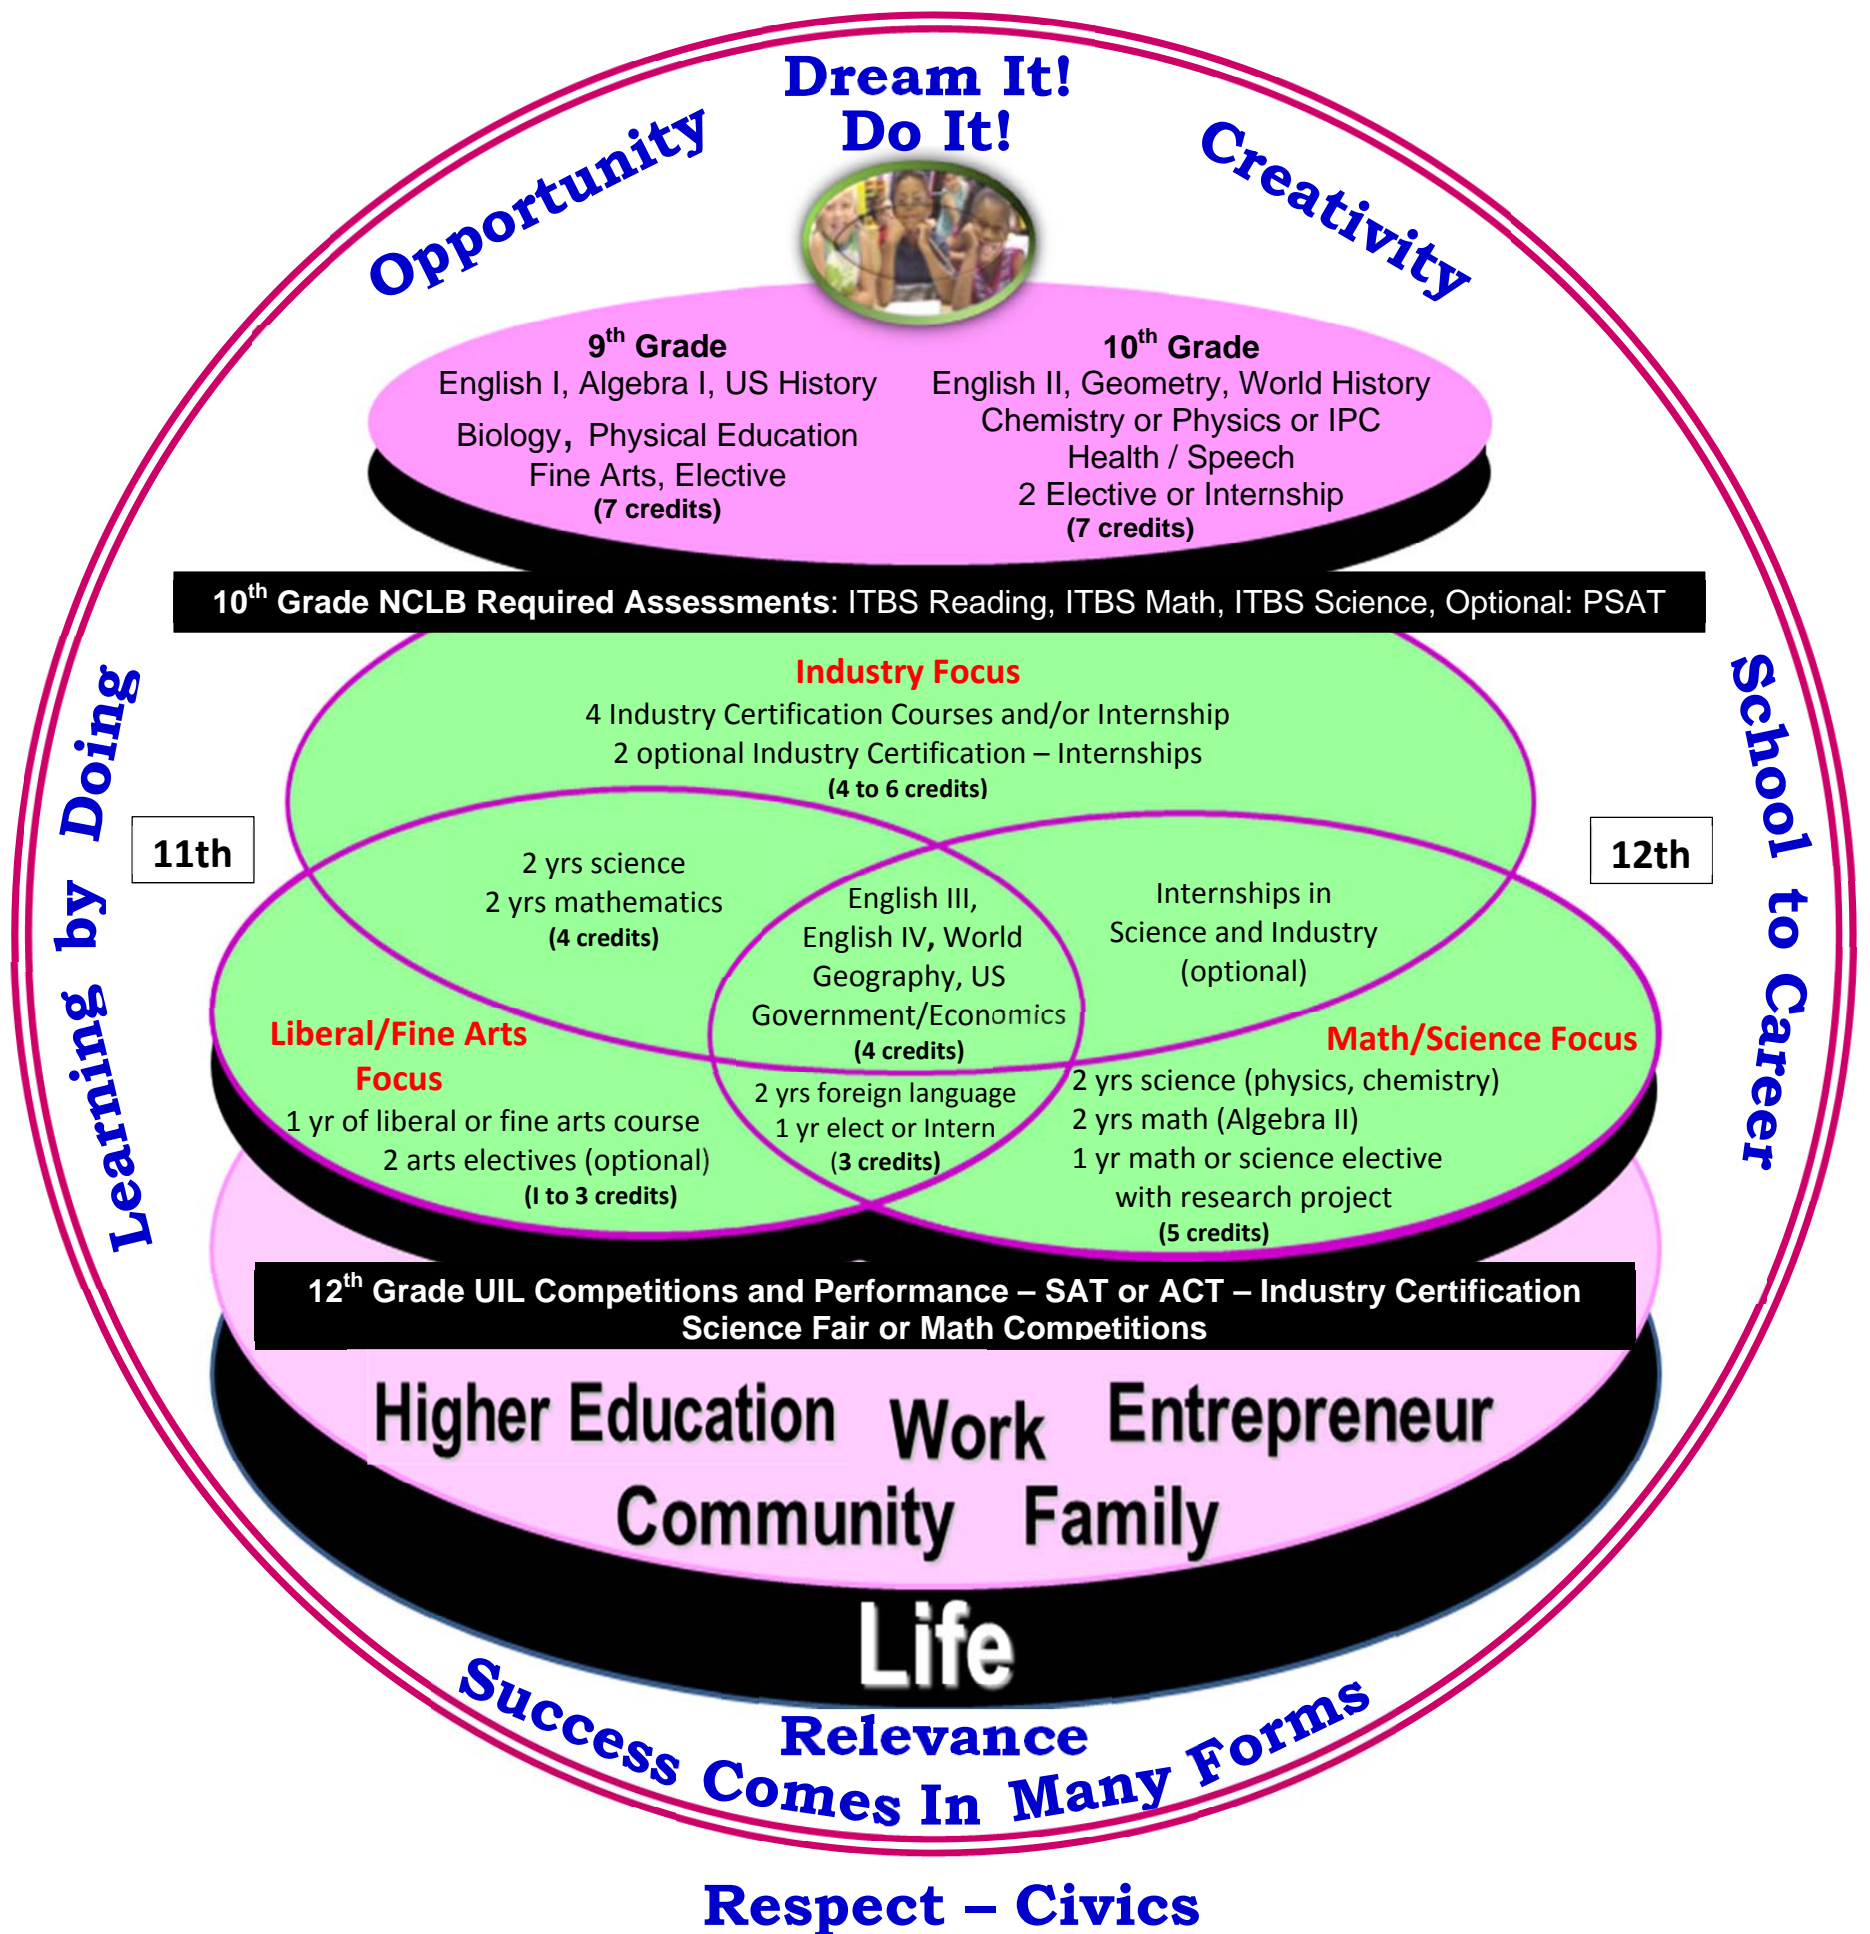 Dream It!
Do It!
Opportunity
Creativity
9th Grade
English I, Algebra I, US History
Biology, Physical Education
Fine Arts, Elective
(7 credits)
10th Grade
English II, Geometry, World History
Chemistry or Physics or IPC
Health / Speech
2 Elective or Internship
(7 credits)
10th Grade NCLB Required Assessments: ITBS Reading, ITBS Math, ITBS Science, Optional: PSAT
Learning by Doing
School to Career
11th
12th
Industry Focus
4 Industry Certification Courses and/or Internship
2 optional Industry Certification – Internships
(4 to 6 credits)
2 yrs science
2 yrs mathematics
(4 credits)
English III,
English IV, World
Geography, US
Government/Economics
(4 credits)
Internships in
Science and Industry
(optional)
Liberal/Fine Arts
Focus
1 yr of liberal or fine arts course
2 arts electives (optional)
(I to 3 credits)
2 yrs foreign language
1 yr elect or Intern
(3 credits)
Math/Science Focus
2 yrs science (physics, chemistry)
2 yrs math (Algebra II)
1 yr math or science elective
with research project
(5 credits)
12th Grade UIL Competitions and Performance – SAT or ACT – Industry Certification
Science Fair or Math Competitions
Higher Education Work Entrepreneur
Community Family
Life
Relevance
Success Comes In Many Forms
Respect – Civics